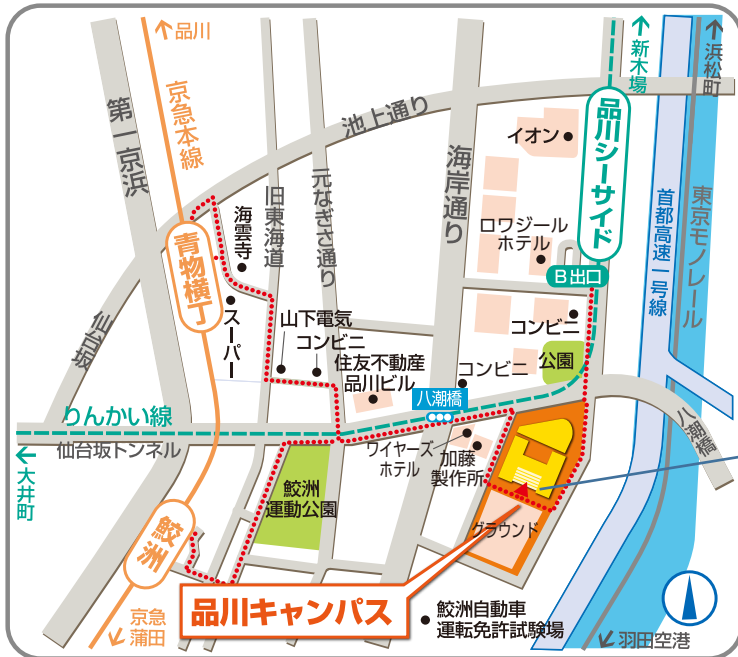 品川
京急本線
第一京浜
池上通り
海岸通り
イオン
品川シーサイド
新木場
浜松町
首都高速一号線
東京モノレール
旧東海道
元なぎさ通り
海雲寺
青物横丁
ロワジール
ホテル
B出口
仙台坂
スーパー
山下電気
コンビニ
住友不動産
品川ビル
コンビニ
コンビニ
公園
八潮橋
八潮橋
りんかい線
仙台坂トンネル
大井町
ワイヤーズ
ホテル
加藤
製作所
鮫洲
運動公園
グラウンド
鮫洲
品川キャンパス
京急
蒲田
鮫洲自動車
運転免許試験場
羽田空港